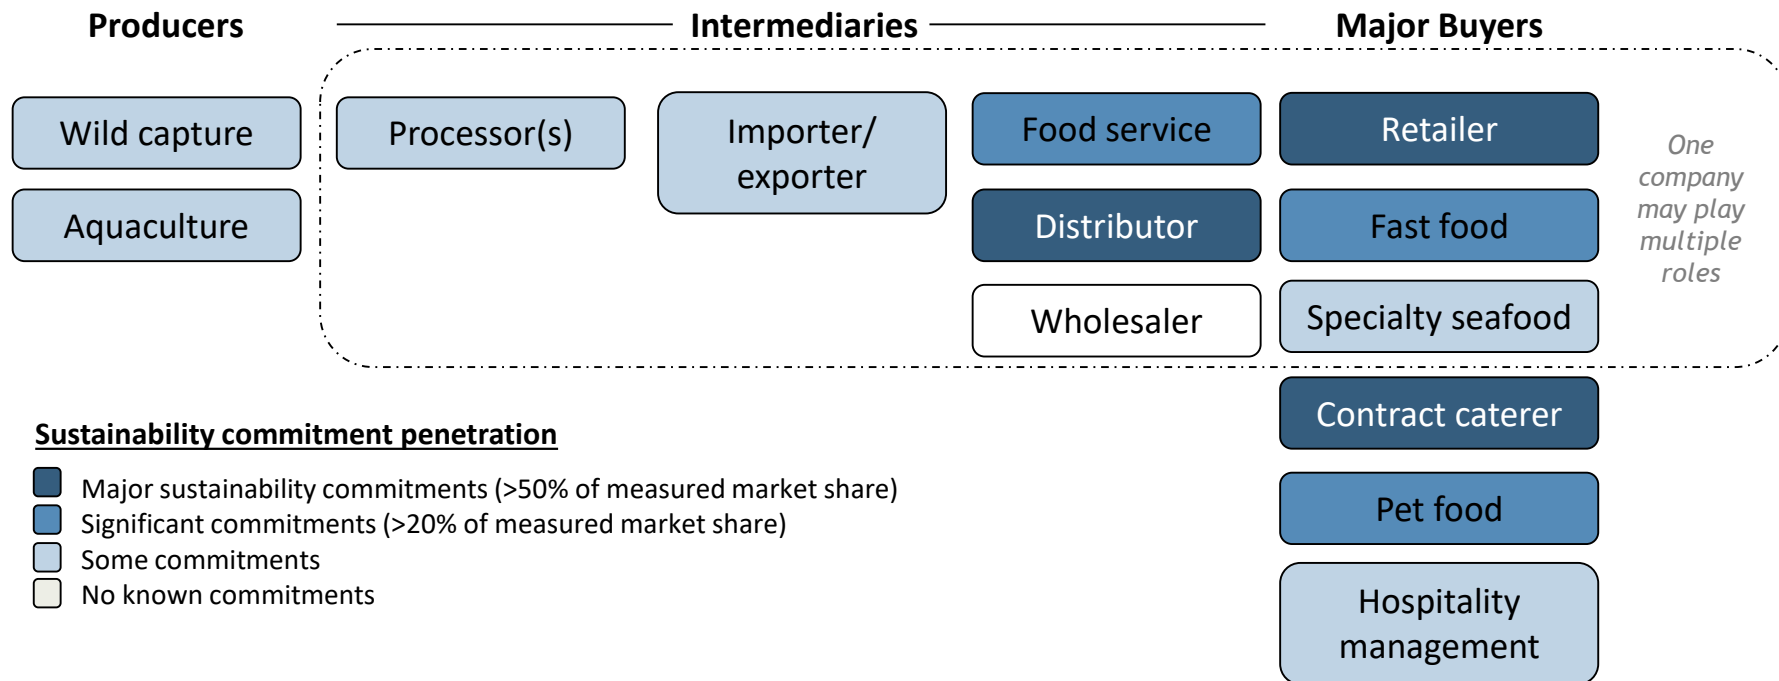 Producers
Intermediaries
Major Buyers
Wild capture
Aquaculture
Processor(s)
Importer/
exporter
Food service
Distributor
Wholesaler
Retailer
Fast food
Specialty seafood
Contract caterer
Pet food
Hospitality
management
One
company
may play
multiple
roles
Sustainability commitment penetration
Major sustainability commitments (>50% of measured market share)
Significant commitments (>20% of measured market share)
Some commitments
No known commitments